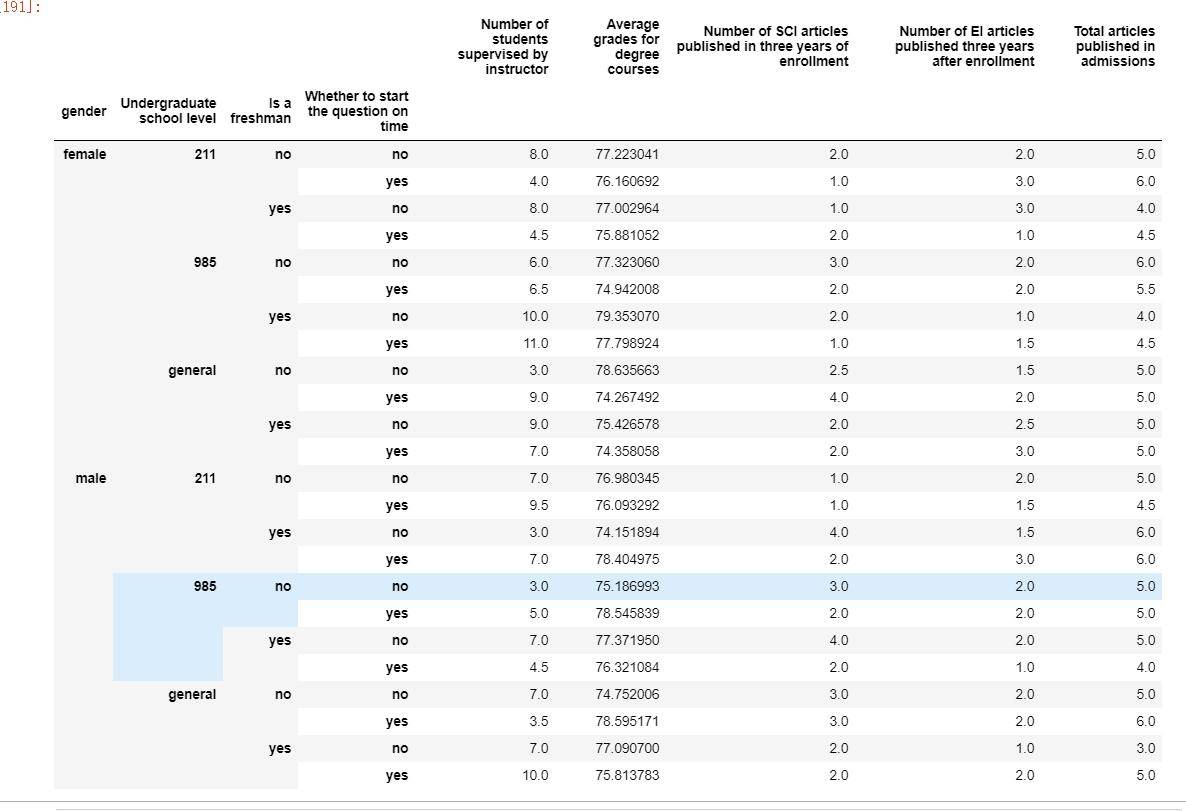 191]:
Number of students supervised by instructor Average grades for degree courses Number of SCI articles published in three years of enrollment Number of EI articles published three years after enrollment Total articles published in admissions
gender Undergraduate school level Is a freshman Whether to start the question on time
female 211 no no 8.0 77.223041 2.0 2.0 5.0
yes 4.0 76.160692 1.0 3.0 6.0
yes no 8.0 77.002964 1.0 3.0 4.0
yes 4.5 75.881052 2.0 1.0 4.5
985 no no 6.0 77.323060 3.0 2.0 6.0
yes 6.5 74.942008 2.0 2.0 5.5
yes no 10.0 79.353070 2.0 1.0 4.0
yes 11.0 77.798924 1.0 1.5 4.5
general no no 3.0 78.635663 2.5 1.5 5.0
yes 9.0 74.267492 4.0 2.0 5.0
yes no 9.0 75.426578 2.0 2.5 5.0
yes 7.0 74.358058 2.0 3.0 5.0
male 211 no no 7.0 76.980345 1.0 2.0 5.0
yes 9.5 76.093292 1.0 1.5 4.5
yes no 3.0 74.151894 4.0 1.5 6.0
yes 7.0 78.404975 2.0 3.0 6.0
985 no no 3.0 75.186993 3.0 2.0 5.0
yes 5.0 78.545839 2.0 2.0 5.0
yes no 7.0 77.371950 4.0 2.0 5.0
yes 4.5 76.321084 2.0 1.0 4.0
general no no 7.0 74.752006 3.0 2.0 5.0
yes 3.5 78.595171 3.0 2.0 6.0
yes no 7.0 77.090700 2.0 1.0 3.0
yes 10.0 75.813783 2.0 2.0 5.0